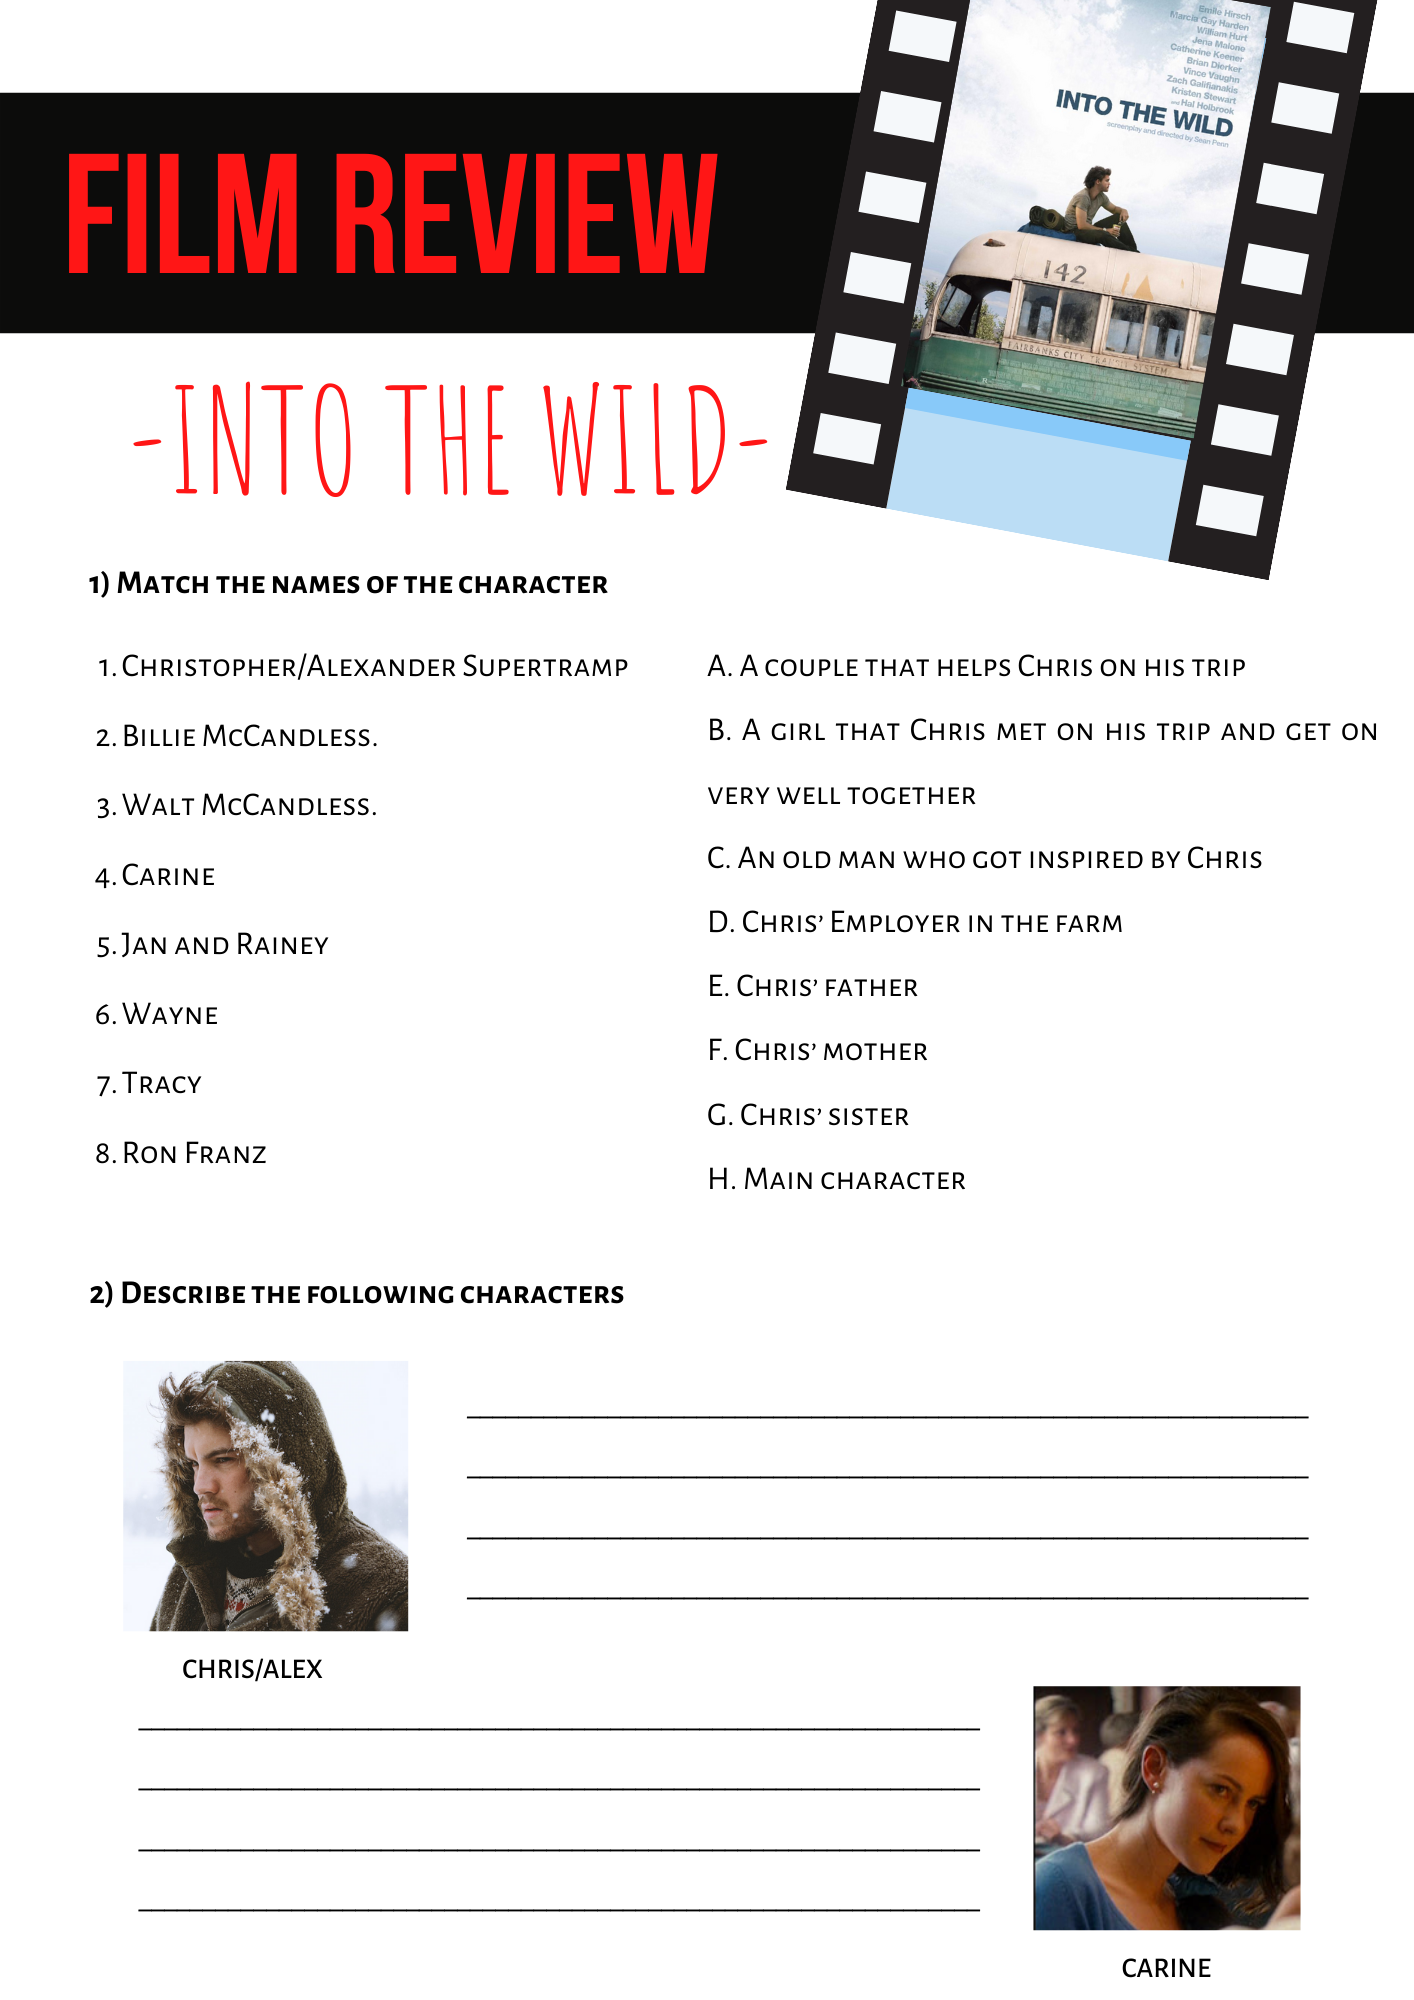 Emile Hirsch
Marcia Gay Harden
William Hurt
Jena Malone
Catherine Keener
Brian Dierker
Vince Vaughn
Zach Galifianakis
Kristen Stewart
and Hal Holbrook
INTO THE WILD
screenplay and directed by Sean Penn
142
FAIRBANKS CITY TRANSIT SYSTEM
FILM REVIEW
-INTO THE WILD-
1) Match the names of the character
1. Christopher/Alexander Supertramp
2. Billie McCandless.
3. Walt McCandless.
4. Carine
5. Jan and Rainey
6. Wayne
7. Tracy
8. Ron Franz
A. A couple that helps Chris on his trip
B. A girl that Chris met on his trip and get on
very well together
C. An old man who got inspired by Chris
D. Chris’ Employer in the farm
E. Chris’ father
F. Chris’ mother
G. Chris’ sister
H. Main character
2) Describe the following characters
CHRIS/ALEX
CARINE